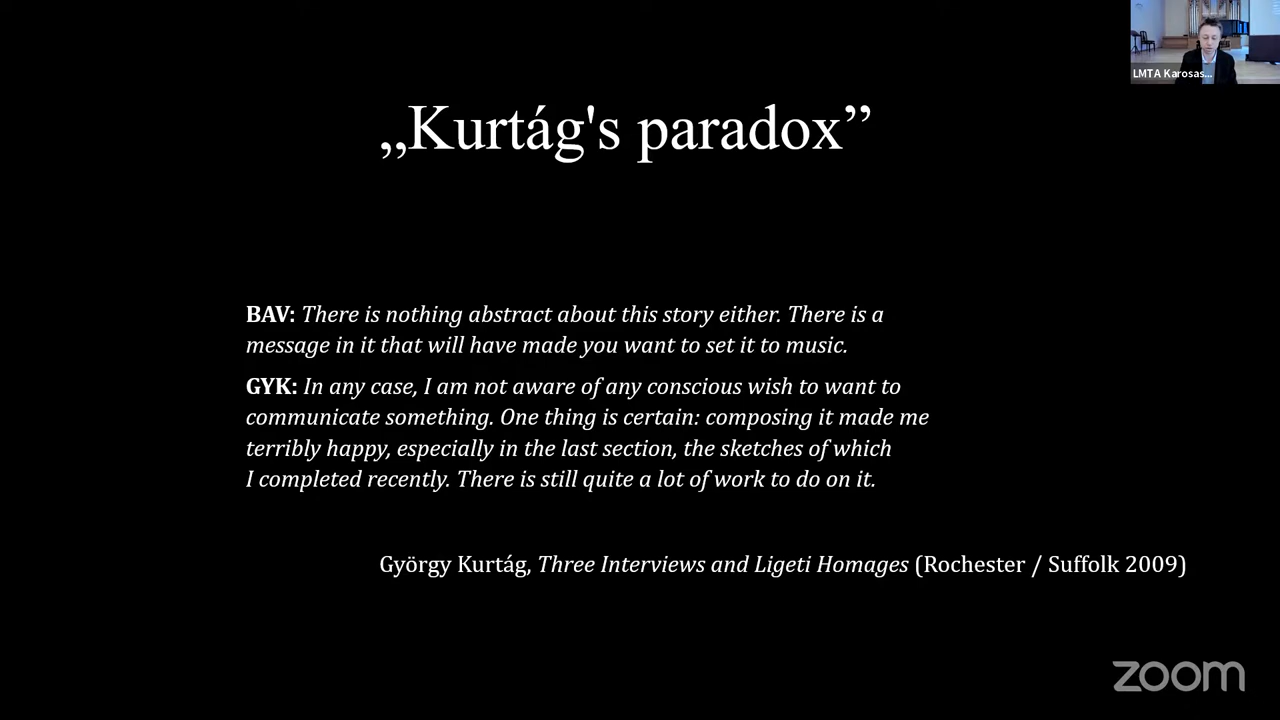 LMTA Karosas...
„Kurtág's paradox”
BAV: There is nothing abstract about this story either. There is a
message in it that will have made you want to set it to music.
GYK: In any case, I am not aware of any conscious wish to want to
communicate something. One thing is certain: composing it made me
terribly happy, especially in the last section, the sketches of which
I completed recently. There is still quite a lot of work to do on it.
György Kurtág, Three Interviews and Ligeti Homages (Rochester / Suffolk 2009)
zoom